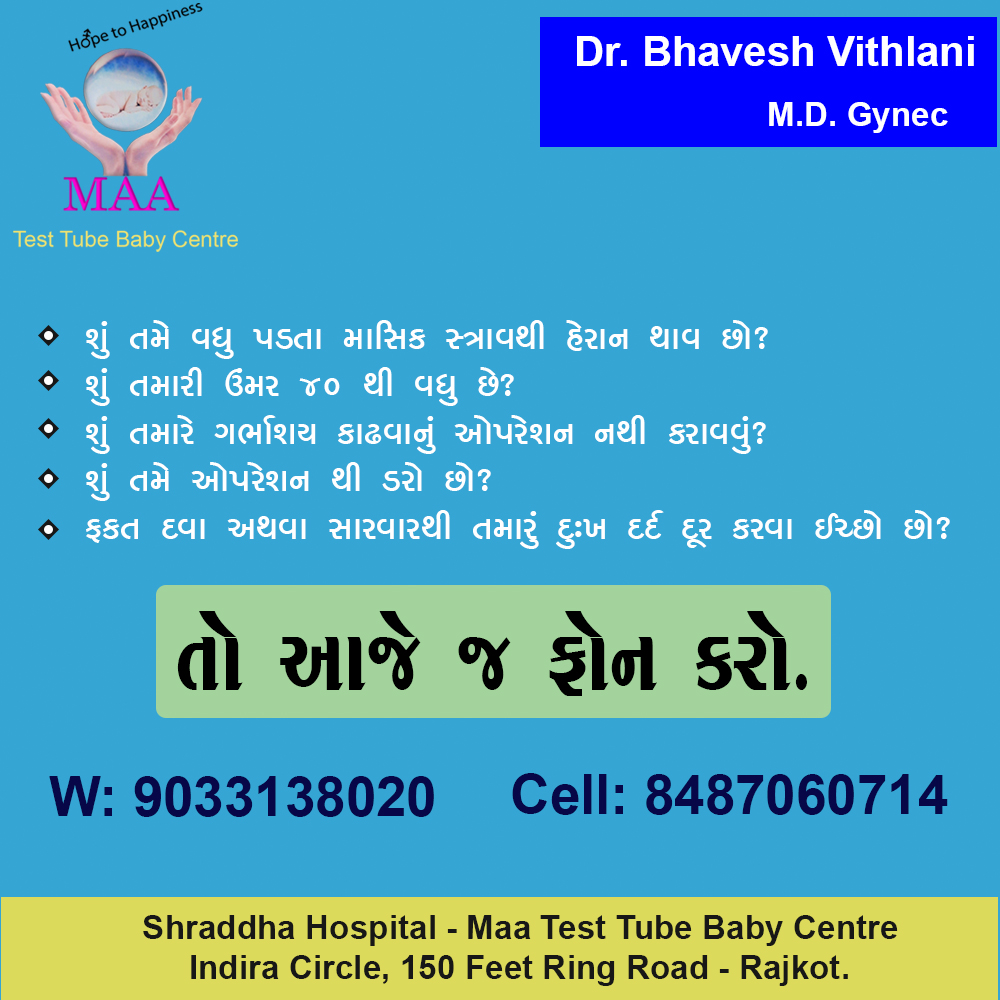 Hope to Happiness
MAA
Test Tube Baby Centre
Dr. Bhavesh Vithlani
M.D. Gynec
શું તમે વધુ પડતા માસિક સ્ત્રાવથી હેરાન થાવ છો?
શું તમારી ઉંમર ૪૦ થી વધુ છે?
શું તમારે ગર્ભાશય કાઢવાનું ઓપરેશન નથી કરાવવું?
શું તમે ઓપરેશન થી ડરો છો?
ફકત દવા અથવા સારવારથી તમારું દુઃખ દર્દ દૂર કરવા ઈચ્છો છો?
તો આજે જ ફોન કરો.
W: 9033138020
Cell: 8487060714
Shraddha Hospital - Maa Test Tube Baby Centre
Indira Circle, 150 Feet Ring Road - Rajkot.